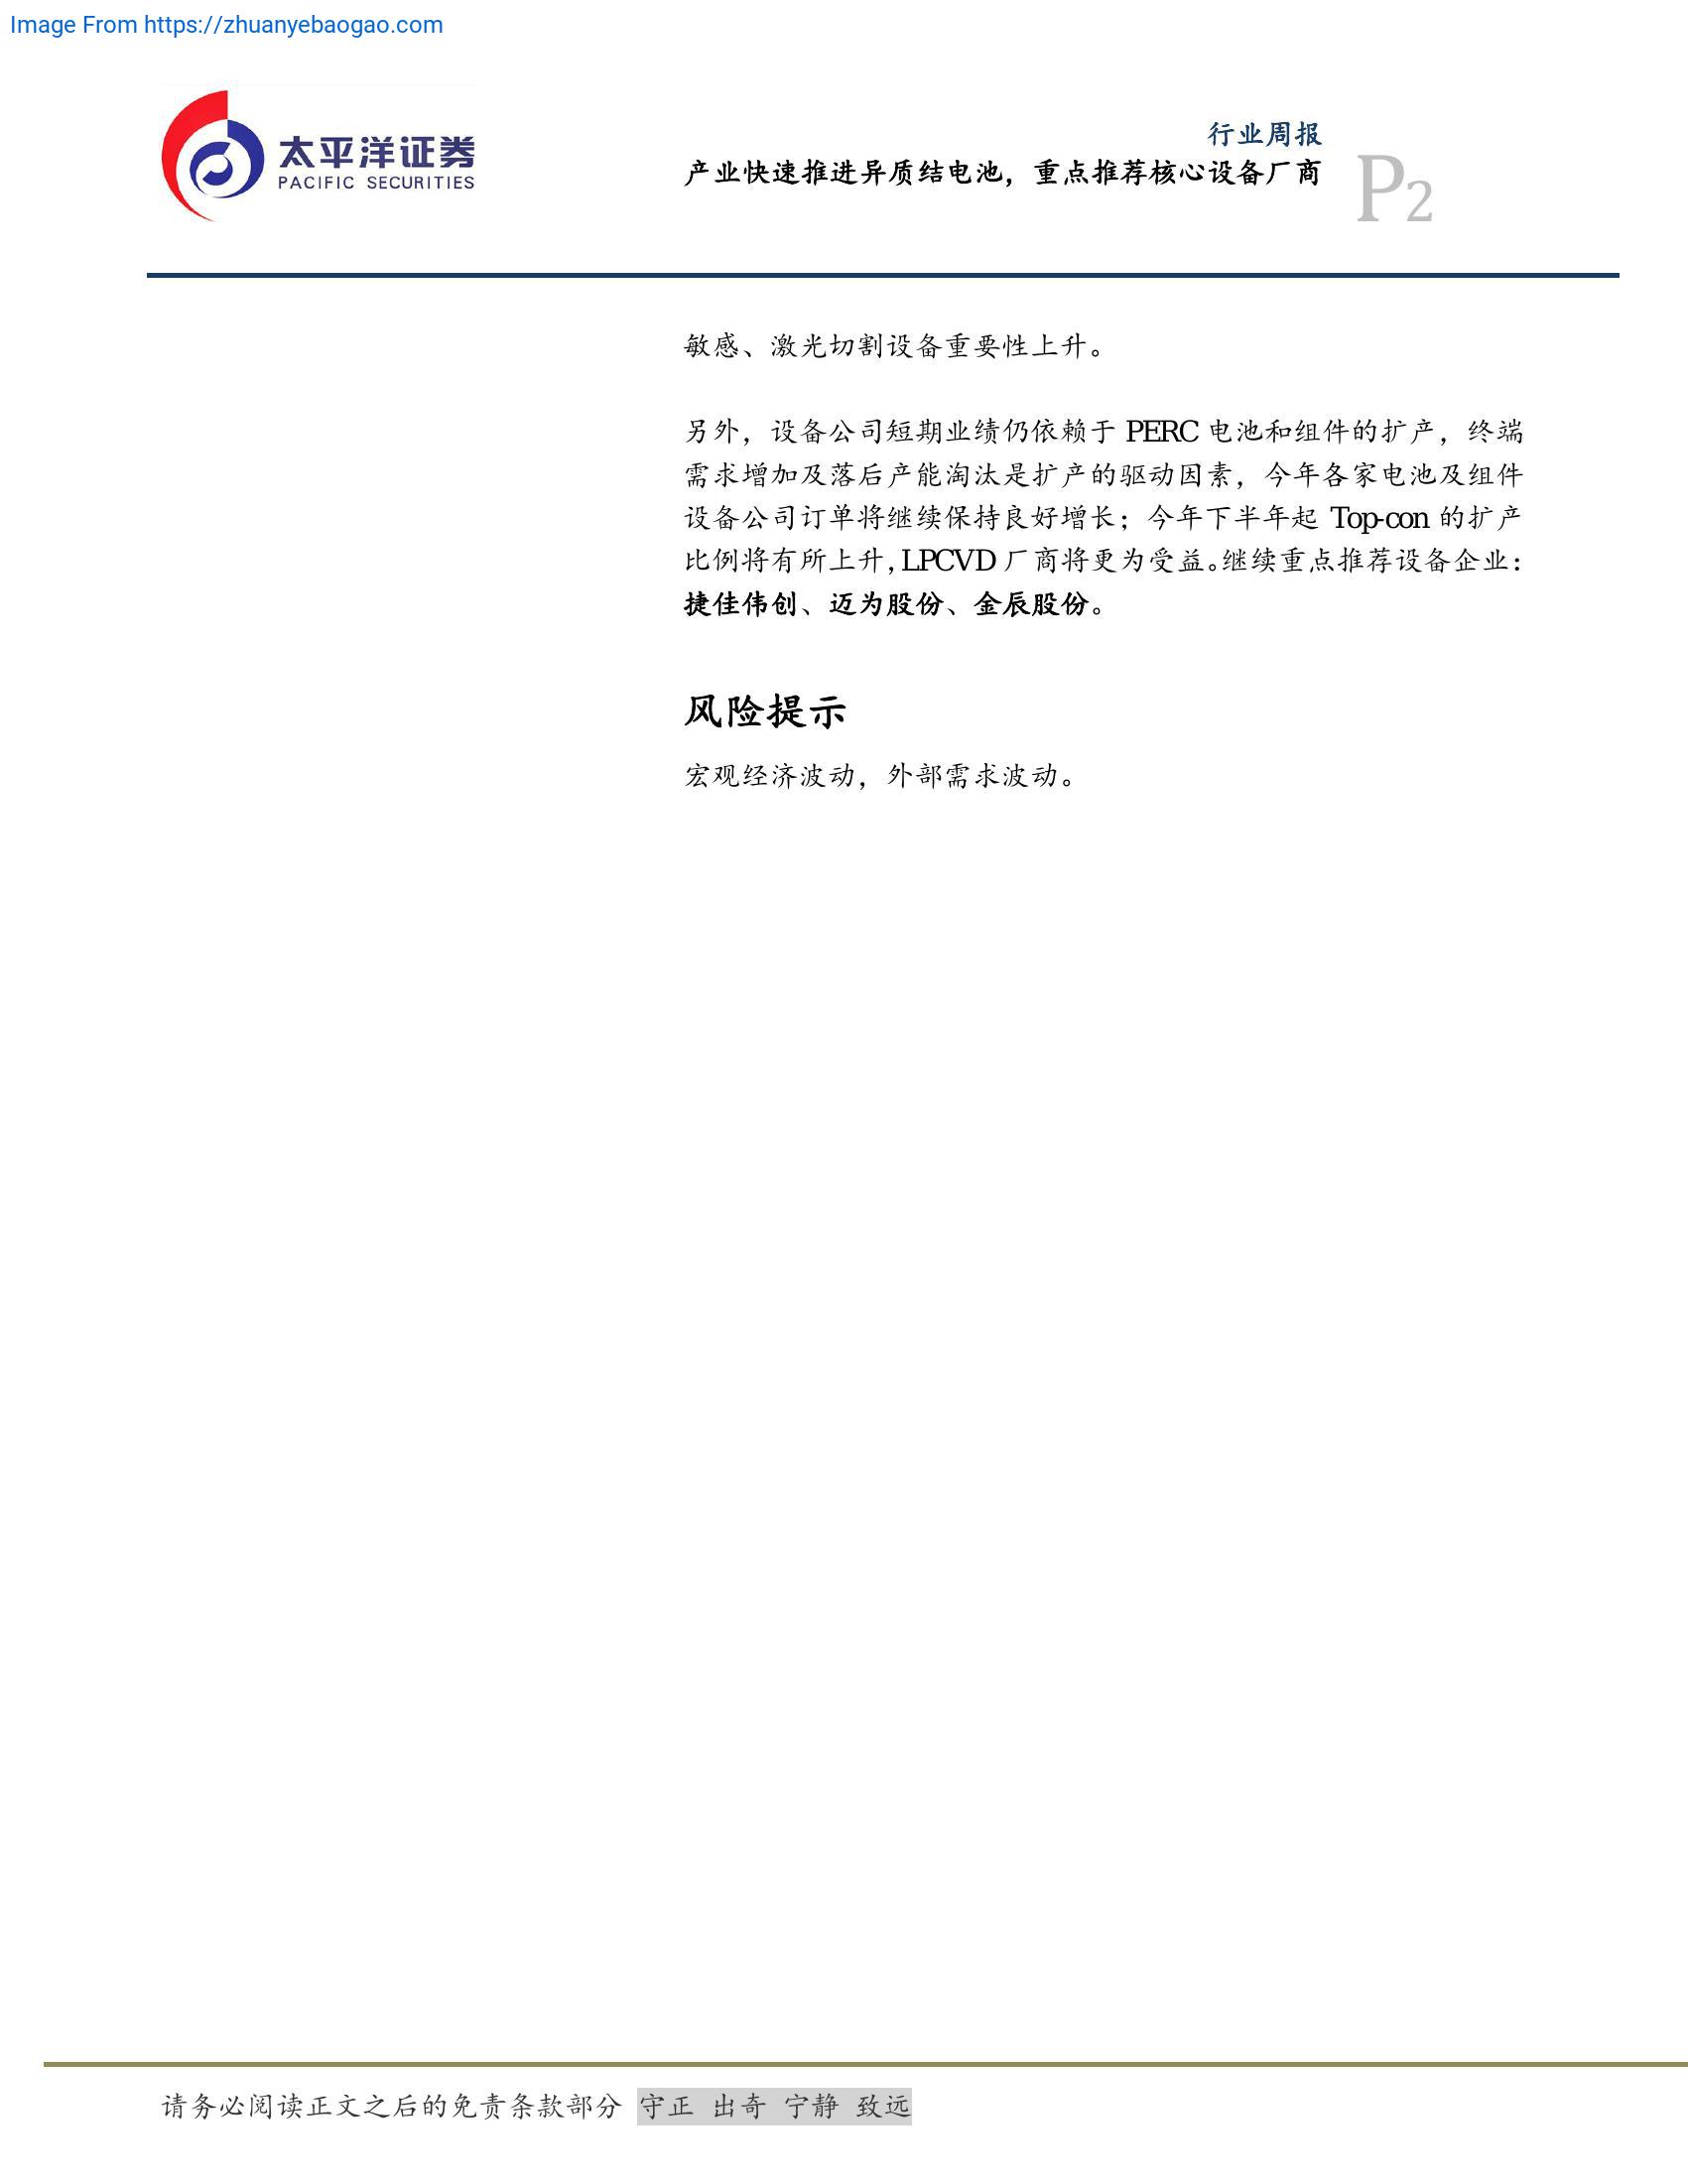 Image From https://zhuanyebaogao.com
太平洋证券
PACIFIC SECURITIES
行业周报
产业快速推进异质结电池，重点推荐核心设备厂商
P2
敏感、激光切割设备重要性上升。
另外，设备公司短期业绩仍依赖于 PERC 电池和组件的扩产，终端
需求增加及落后产能淘汰是扩产的驱动因素，今年各家电池及组件
设备公司订单将继续保持良好增长；今年下半年起 Top-con 的扩产
比例将有所上升，LPCVD 厂商将更为受益。继续重点推荐设备企业：
捷佳伟创、迈为股份、金辰股份。
风险提示
宏观经济波动，外部需求波动。
请务必阅读正文之后的免责条款部分 守正 出奇 宁静 致远